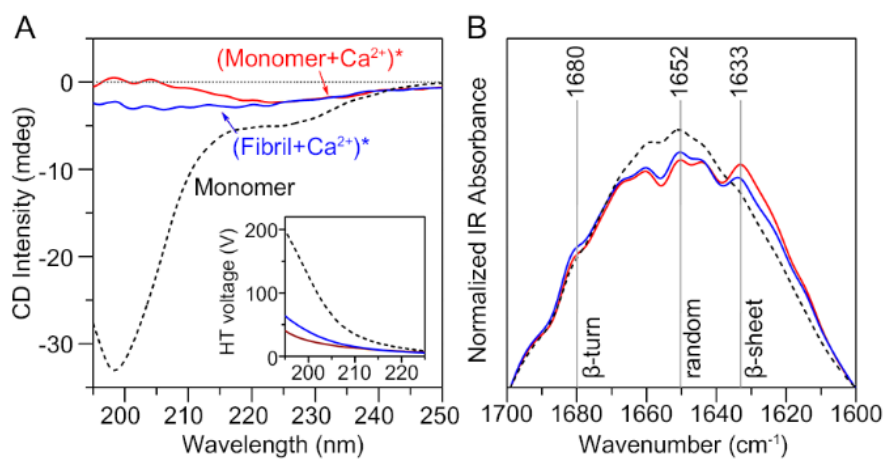 A
B
(Monomer+Ca²⁺)*
(Fibril+Ca²⁺)*
Monomer
CD Intensity (mdeg)
0
-10
-20
-30
200
210
220
230
240
250
Wavelength (nm)
HT voltage (V)
200
100
0
200
210
220
Normalized IR Absorbance
1680
1652
1633
β-turn
random
β-sheet
1700
1680
1660
1640
1620
1600
Wavenumber (cm⁻¹)